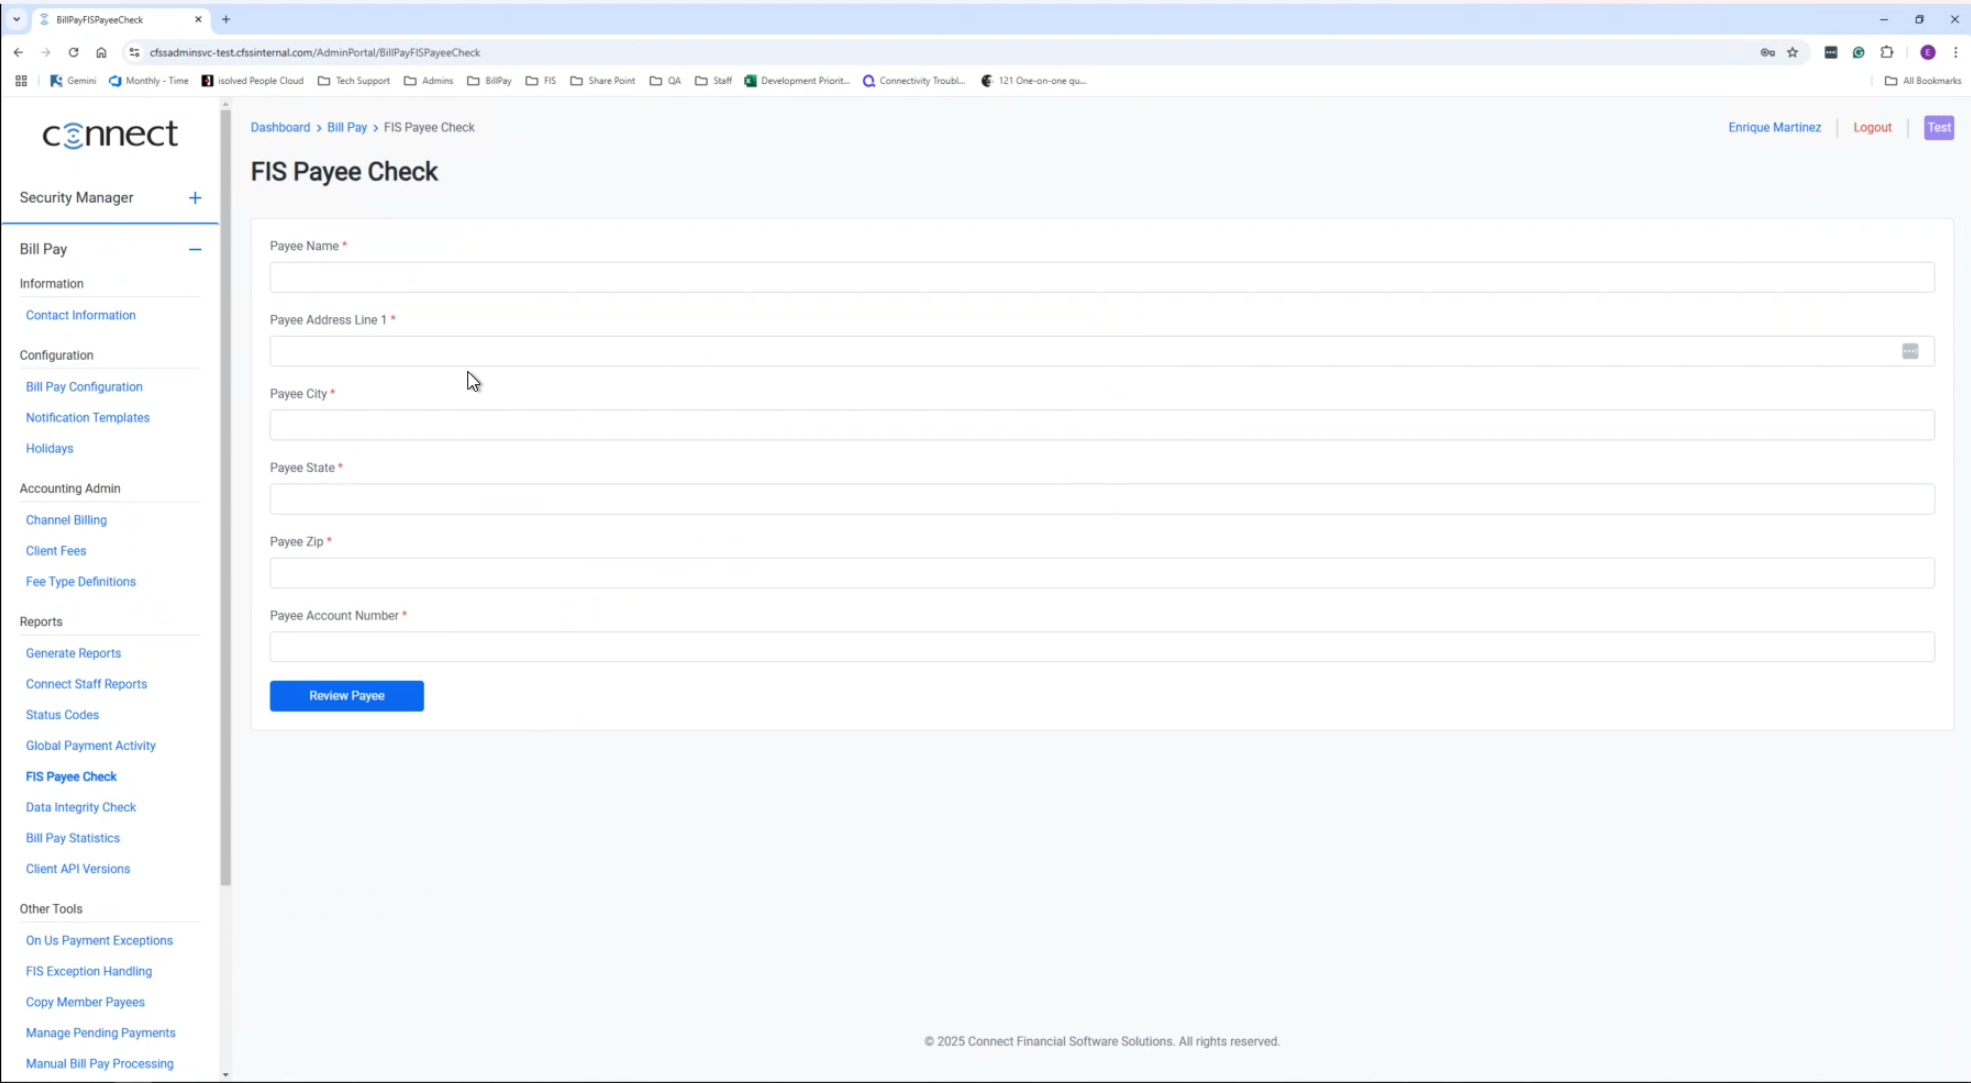 BillPayFISPayeeCheck
cfssadminsvc-test.cfssinternal.com/AdminPortal/BillPayFISPayeeCheck
E
Gemini Monthly - Time isolved People Cloud Tech Support Admins BillPay FIS Share Point QA Staff Development Priorit... Connectivity Troubl... 121 One-on-one qu... All Bookmarks
connect
Dashboard > Bill Pay > FIS Payee Check
Enrique Martinez | Logout | Test
FIS Payee Check
Security Manager +
Bill Pay −
Information
Contact Information
Configuration
Bill Pay Configuration
Notification Templates
Holidays
Accounting Admin
Channel Billing
Client Fees
Fee Type Definitions
Reports
Generate Reports
Connect Staff Reports
Status Codes
Global Payment Activity
FIS Payee Check
Data Integrity Check
Bill Pay Statistics
Client API Versions
Other Tools
On Us Payment Exceptions
FIS Exception Handling
Copy Member Payees
Manage Pending Payments
Manual Bill Pay Processing
Payee Name *
Payee Address Line 1 *
Payee City *
Payee State *
Payee Zip *
Payee Account Number *
Review Payee
© 2025 Connect Financial Software Solutions. All rights reserved.